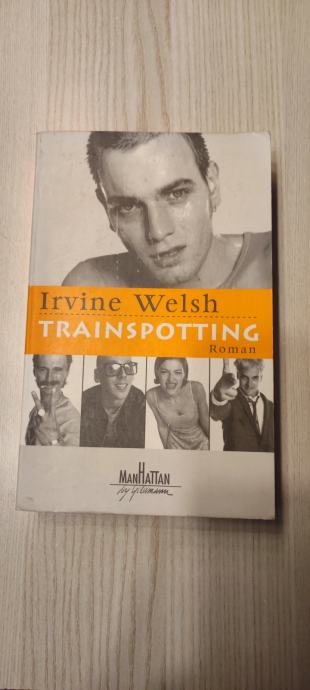 Irvine Welsh
TRAINSPOTTING
Roman
MANHATTAN
by Goldmann